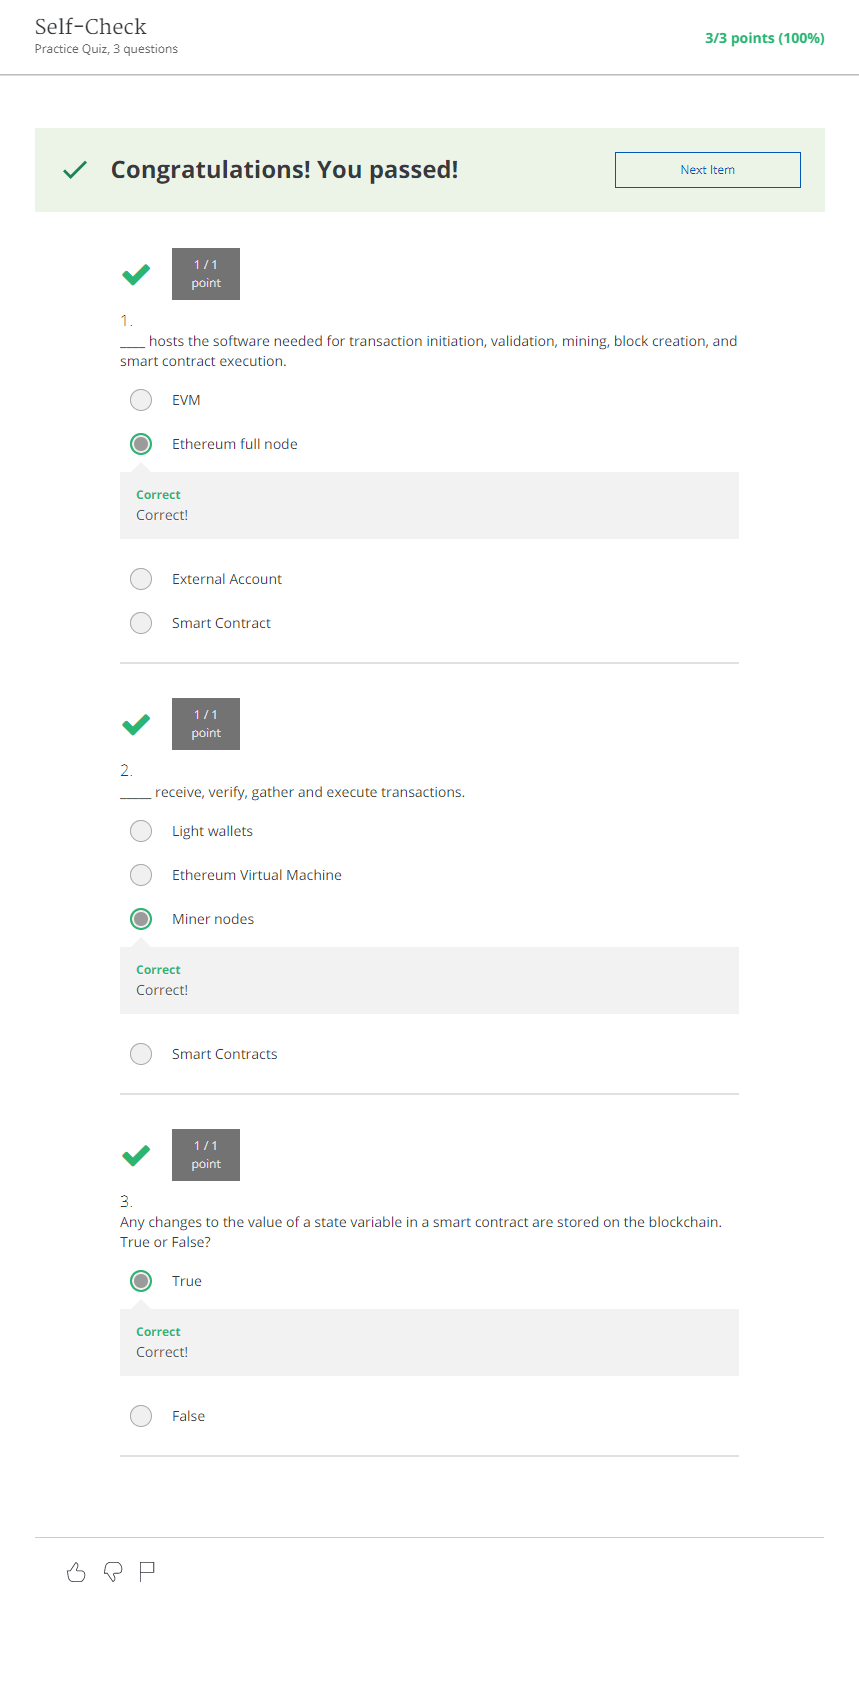 Self-Check
Practice Quiz, 3 questions
3/3 points (100%)
Congratulations! You passed!
Next Item
1 / 1
point
1.
____ hosts the software needed for transaction initiation, validation, mining, block creation, and
smart contract execution.
EVM
Ethereum full node
Correct
Correct!
External Account
Smart Contract
1 / 1
point
2.
_____ receive, verify, gather and execute transactions.
Light wallets
Ethereum Virtual Machine
Miner nodes
Correct
Correct!
Smart Contracts
1 / 1
point
3.
Any changes to the value of a state variable in a smart contract are stored on the blockchain.
True or False?
True
Correct
Correct!
False